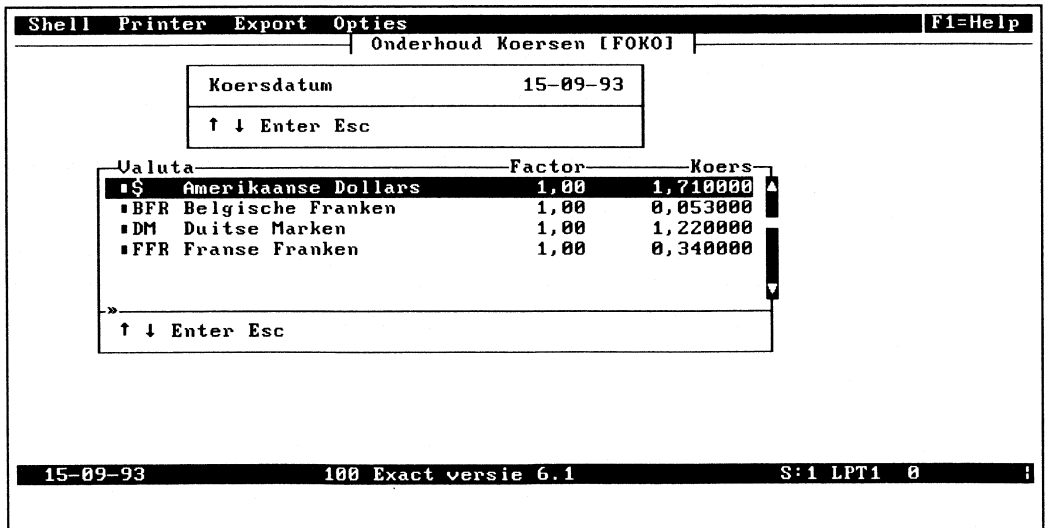 Shell Printer Export Opties F1=Help
Onderhoud Koersen [FOKO]
Koersdatum 15-09-93
↑ ↓ Enter Esc
Valuta Factor Koers
$ Amerikaanse Dollars 1,00 1,710000
BFR Belgische Franken 1,00 0,053000
DM Duitse Marken 1,00 1,220000
FFR Franse Franken 1,00 0,340000
»
↑ ↓ Enter Esc
15-09-93 100 Exact versie 6.1 S:1 LPT1 0